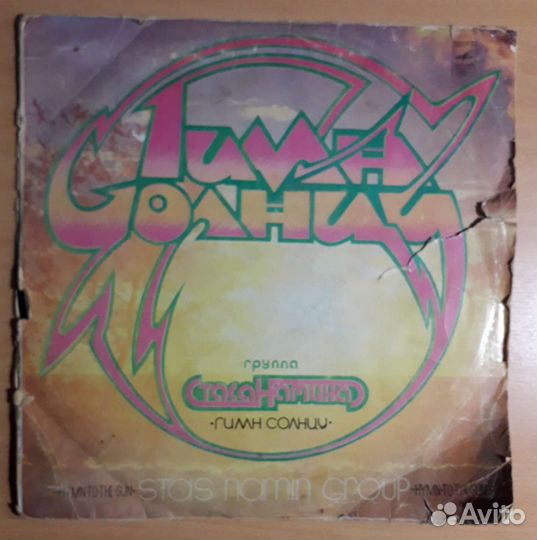 Гимн
Солнцу
группа
Стаса Намина
·ГИМН СОЛНЦУ·
HYMN·TO·THE·SUN· stas namin group ·HYMN·TO·THE·SUN
Avito